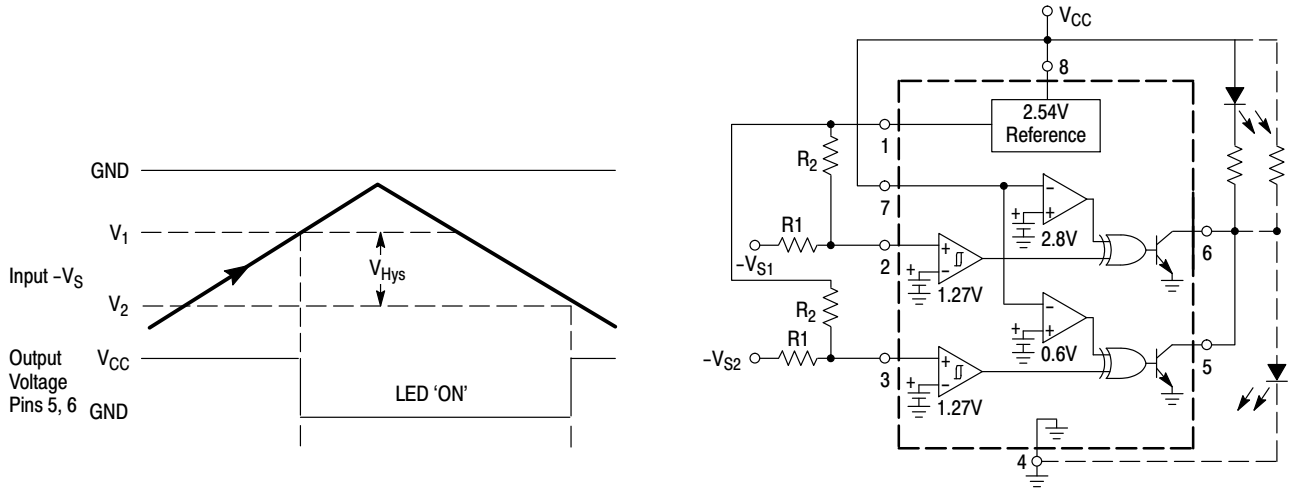 GND
V1
Input –VS
VHys
V2
Output
Voltage
Pins 5, 6
VCC
GND
LED 'ON'
VCC
8
2.54V
Reference
1
R2
7
–
+
+
2.8V
6
R1
–VS1
2
+
–
+
1.27V
R2
–
+
+
0.6V
5
R1
–VS2
3
+
–
+
1.27V
4